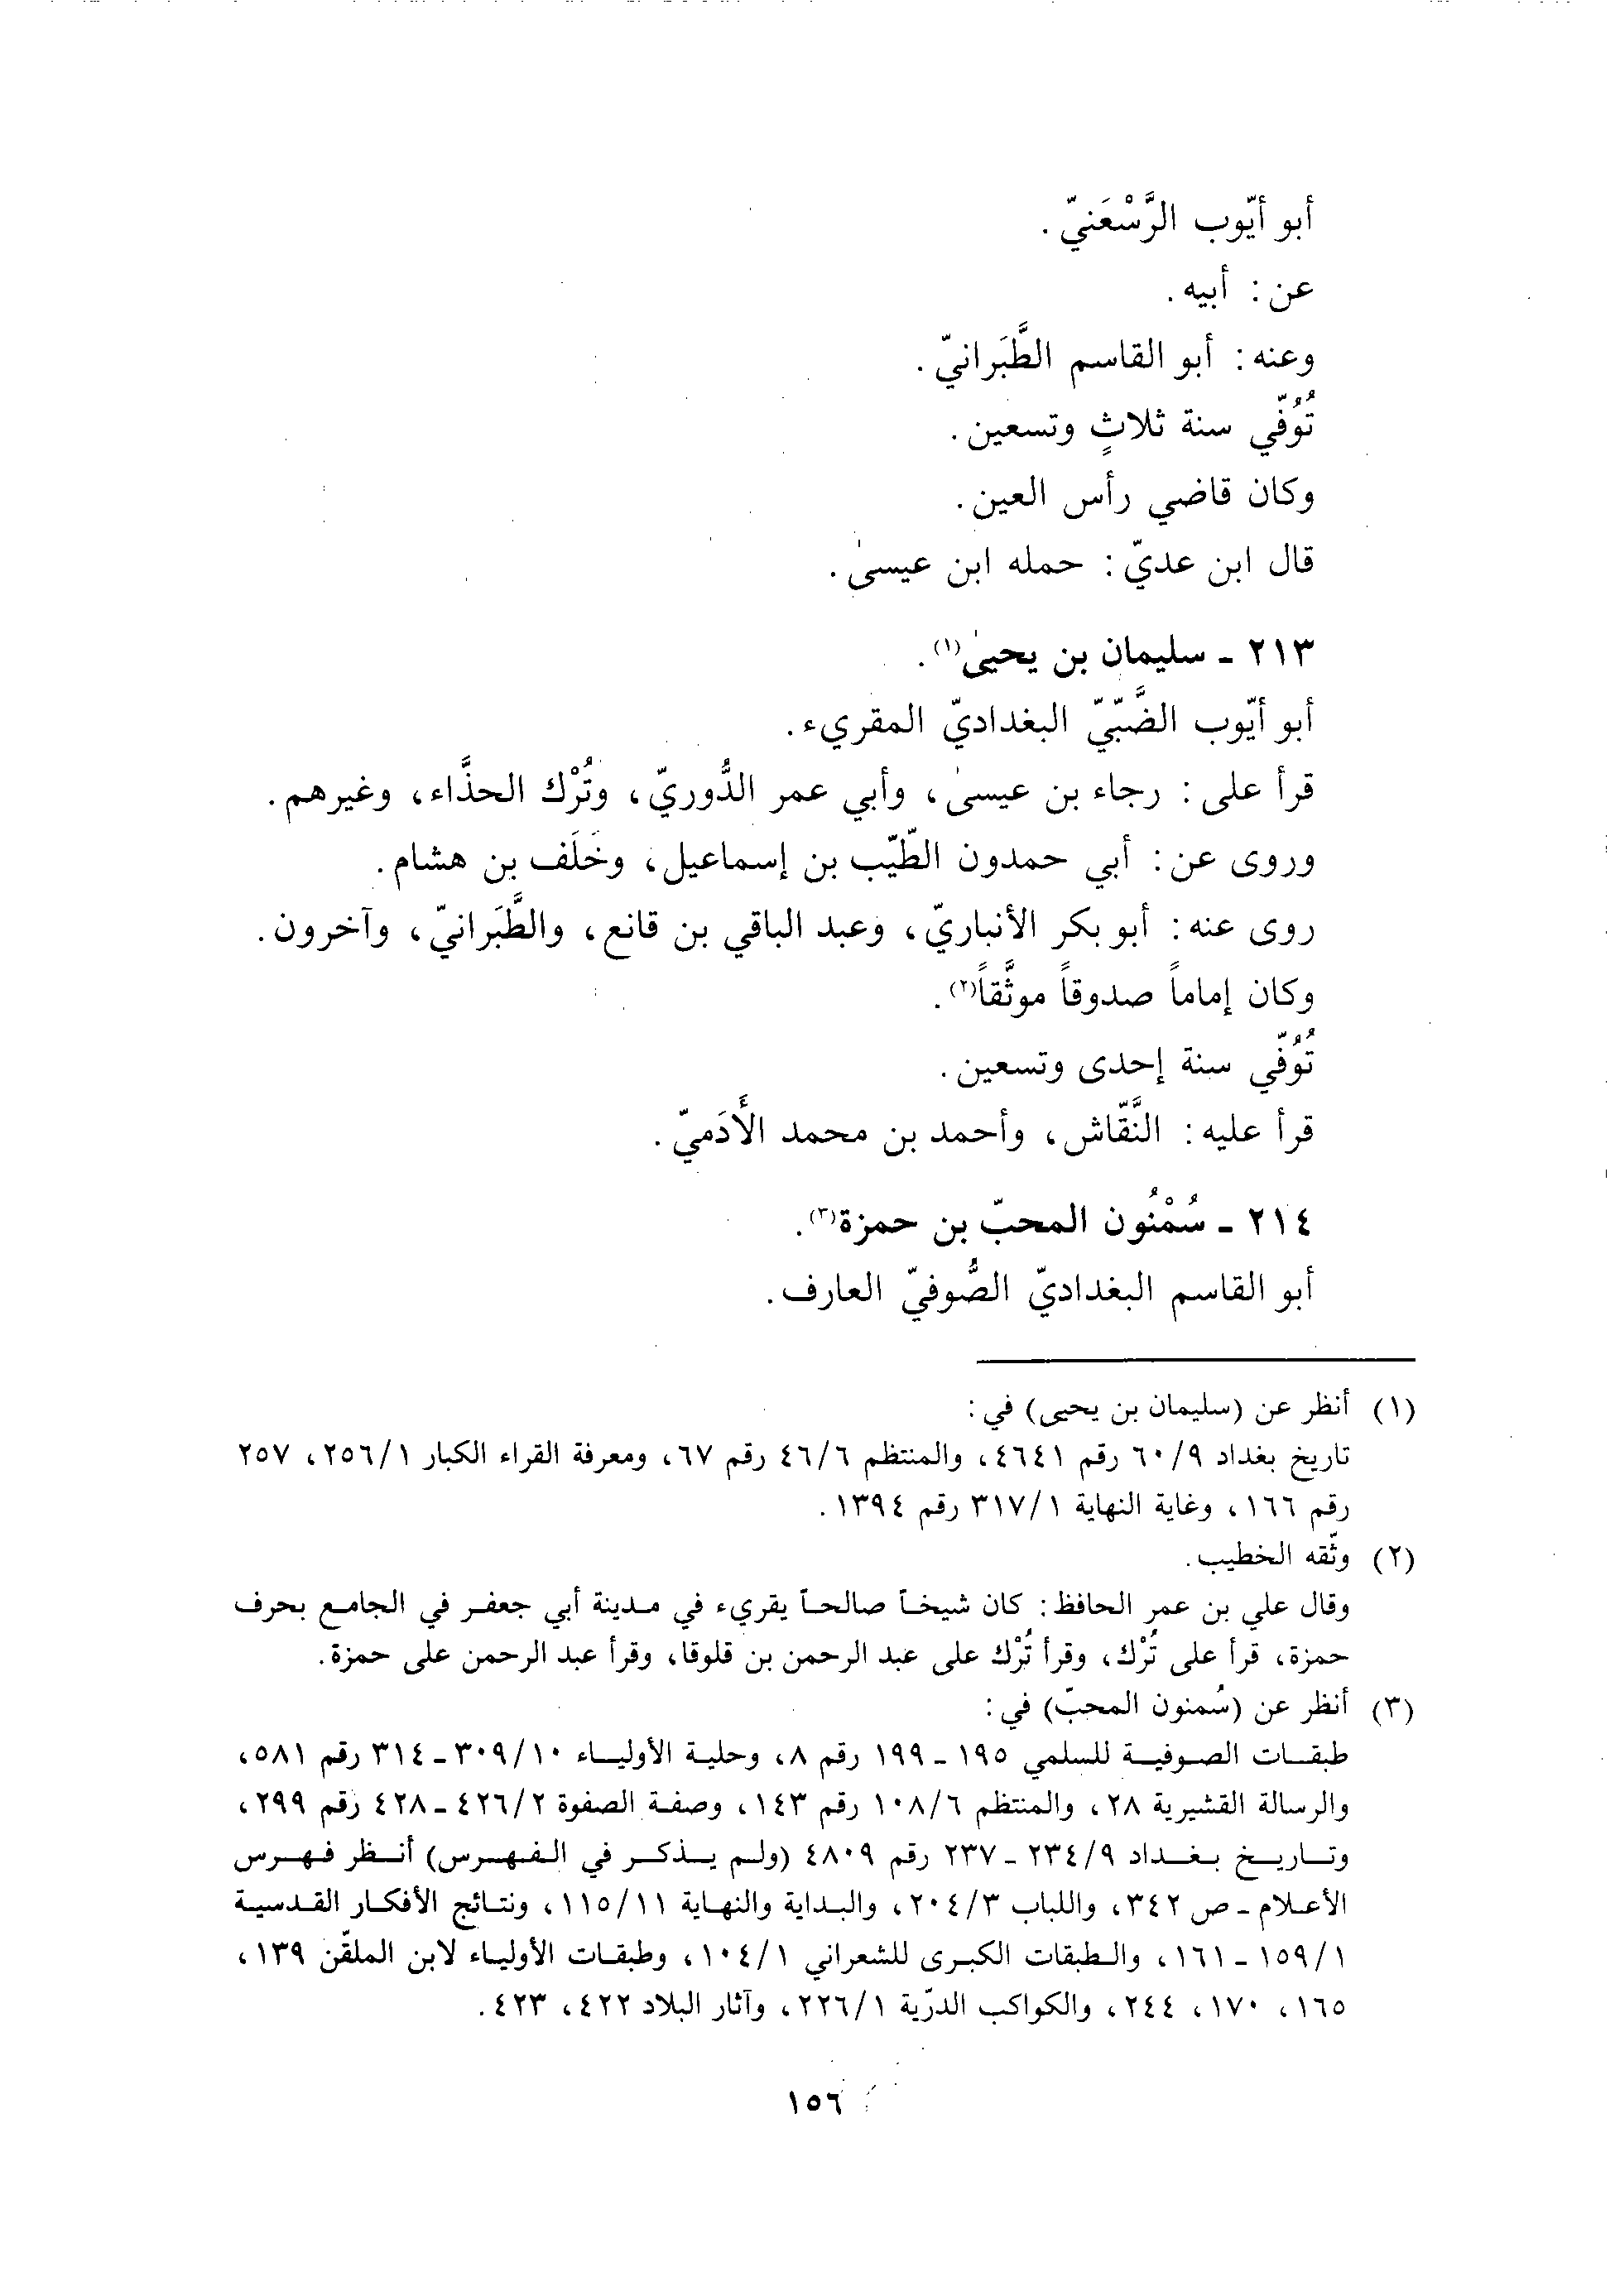 أبو أيّوب الرَّسْعَنيّ.
عن: أبيه.
وعنه: أبو القاسم الطَّبَرانيّ.
تُوُفّي سنة ثلاثٍ وتسعين.
وكان قاضي رأس العين.
قال ابن عديّ: حمله ابن عيسىٰ.
٢١٣ ـ سليمان بن يحيىٰ(١).
أبو أيّوب الضَّبّيّ البغداديّ المقريء.
قرأ على: رجاء بن عيسىٰ، وأبي عمر الدُّوريّ، وتُرْك الحذَّاء، وغيرهم.
وروى عن: أبي حمدون الطّيّب بن إسماعيل، وخَلَف بن هشام.
روى عنه: أبو بكر الأنباريّ، وعبد الباقي بن قانع، والطَّبَرانيّ، وآخرون.
وكان إماماً صدوقاً موثَّقاً(٢).
تُوُفّي سنة إحدى وتسعين.
قرأ عليه: النَّقّاش، وأحمد بن محمد الأَدَميّ.
٢١٤ ـ سُمْنُون المحبّ بن حمزة(٣).
أبو القاسم البغداديّ الصُّوفيّ العارف.
(١) أنظر عن (سليمان بن يحيى) في:
تاريخ بغداد ٦٠/٩ رقم ٤٦٤١، والمنتظم ٤٦/٦ رقم ٦٧، ومعرفة القراء الكبار ٢٥٦/١، ٢٥٧
رقم ١٦٦، وغاية النهاية ٣١٧/١ رقم ١٣٩٤.
(٢) وثّقه الخطيب.
وقال علي بن عمر الحافظ: كان شيخاً صالحاً يقريء في مدينة أبي جعفر في الجامع بحرف
حمزة، قرأ على تُرْك، وقرأ تُرْك على عبد الرحمن بن قلوقا، وقرأ عبد الرحمن على حمزة.
(٣) أنظر عن (سُمنون المحبّ) في:
طبقات الصوفية للسلمي ١٩٥ ـ ١٩٩ رقم ٨، وحلية الأولياء ٣٠٩/١٠ ـ ٣١٤ رقم ٥٨١،
والرسالة القشيرية ٢٨، والمنتظم ١٠٨/٦ رقم ١٤٣، وصفة الصفوة ٤٢٦/٢ ـ ٤٢٨ رقم ٢٩٩،
وتاريخ بغداد ٢٣٤/٩ ـ ٢٣٧ رقم ٤٨٠٩ (ولم يذكر في الفهرس) أنظر فهرس
الأعلام ـ ص ٣٤٢، واللباب ٢٠٤/٣، والبداية والنهاية ١١٥/١١، ونتائج الأفكار القدسية
١٥٩/١ ـ ١٦١، والطبقات الكبرى للشعراني ١٠٤/١، وطبقات الأولياء لابن الملقّن ١٣٩،
١٦٥، ١٧٠، ٢٤٤، والكواكب الدرّية ٢٢٦/١، وآثار البلاد ٤٢٢، ٤٢٣.
١٥٦